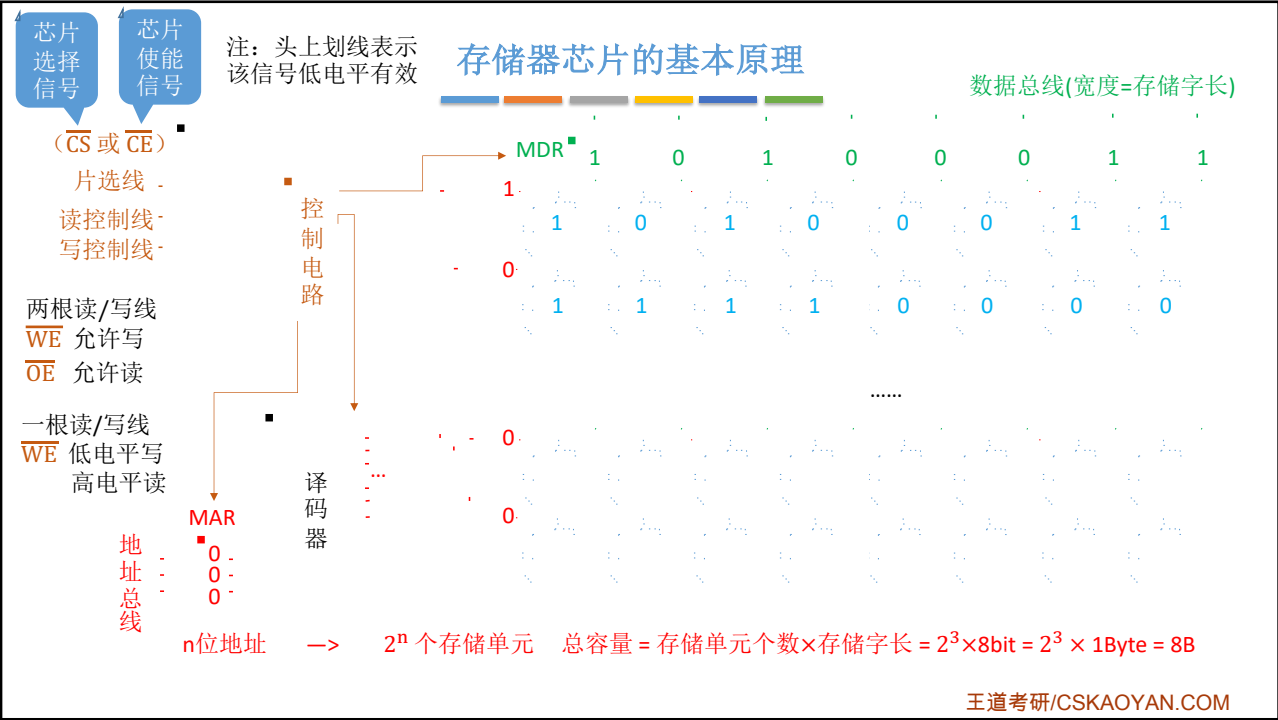 芯片
选择
信号
芯片
使能
信号
注：头上划线表示
该信号低电平有效
存储器芯片的基本原理
数据总线(宽度=存储字长)
（CS 或 CE）
片选线
读控制线
写控制线
控
制
电
路
MDR
1 0 1 0 0 0 1 1
1
1 0 1 0 0 0 1 1
0
1 1 1 1 0 0 0 0
……
0
0
两根读/写线
WE 允许写
OE 允许读
一根读/写线
WE 低电平写
高电平读
…
译
码
器
MAR
地
址
总
线
0
0
0
n位地址 —> 2ⁿ 个存储单元 总容量 = 存储单元个数×存储字长 = 2³×8bit = 2³ × 1Byte = 8B
王道考研/CSKAOYAN.COM